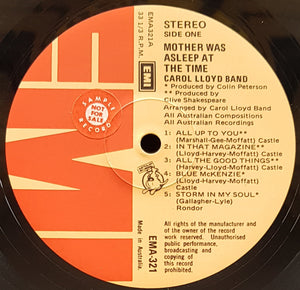 EMA321A
33 1/3 R.P.M.
EMI
STEREO
SIDE ONE
MOTHER WAS
ASLEEP AT
THE TIME
CAROL LLOYD BAND
* Produced by Colin Peterson
** Produced by
Clive Shakespeare
Arranged by Carol Lloyd Band
All Australian Compositions
All Australian Recordings
SAMPLE
NOT
FOR
SALE
RECORD
1: ALL UP TO YOU**
(Marshall-Gee-Moffatt) Castle
2: IN THAT MAGAZINE**
(Lloyd-Harvey-Moffatt) Castle
3: ALL THE GOOD THINGS**
(Harvey-Lloyd-Moffatt) Castle
4: BLUE McKENZIE*
(Lloyd-Harvey-Moffatt)
Castle
5: STORM IN MY SOUL*
(Gallagher-Lyle)
Rondor
All rights of the manufacturer and
of the owner of the record
work reserved. Unauthorised
public performance,
broadcasting and
copying of this
record prohibited.
EMA-321
Made in Australia.